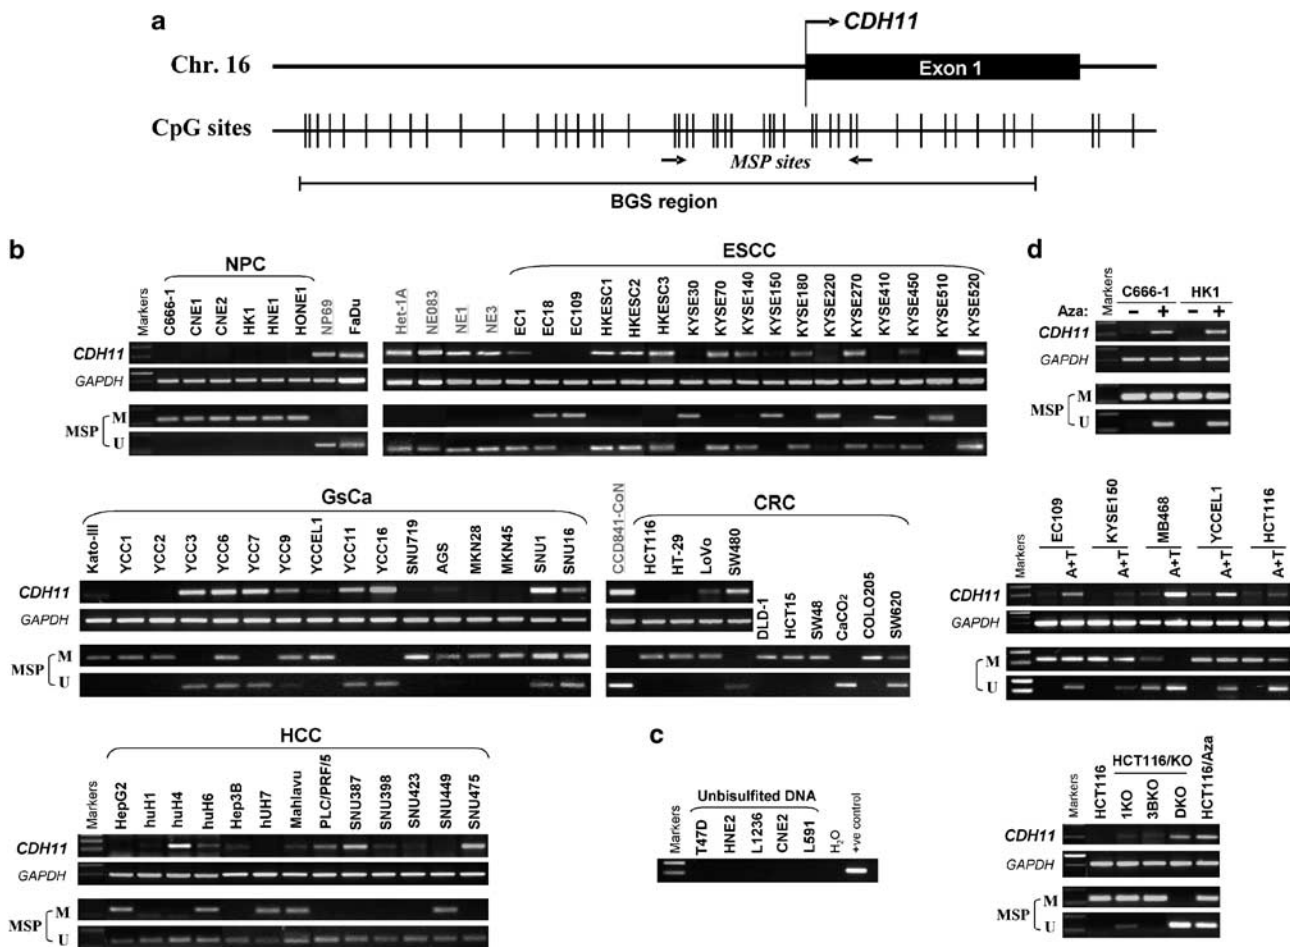 a
CDH11
Chr. 16
Exon 1
CpG sites
MSP sites
BGS region
b
NPC
Markers
C666-1
CNE1
CNE2
HK1
HNE1
HONE1
NP69
FaDu
CDH11
GAPDH
MSP
M
U
ESCC
Het-1A
NE083
NE1
NE3
EC1
EC18
EC109
HKESC1
HKESC2
HKESC3
KYSE30
KYSE70
KYSE140
KYSE150
KYSE180
KYSE220
KYSE270
KYSE410
KYSE450
KYSE510
KYSE520
GsCa
Kato-III
YCC1
YCC2
YCC3
YCC6
YCC7
YCC9
YCCEL1
YCC11
YCC16
SNU719
AGS
MKN28
MKN45
SNU1
SNU16
CDH11
GAPDH
MSP
M
U
CRC
CCD841-CoN
HCT116
HT-29
LoVo
SW480
DLD-1
HCT15
SW48
CaCO2
COLO205
SW620
HCC
Markers
HepG2
huH1
huH4
huH6
Hep3B
hUH7
Mahlavu
PLC/PRF/5
SNU387
SNU398
SNU423
SNU449
SNU475
CDH11
GAPDH
MSP
M
U
c
Unbisulfited DNA
Markers
T47D
HNE2
L1236
CNE2
L591
H2O
+ve control
d
Markers
C666-1 HK1
Aza: − + − +
CDH11
GAPDH
MSP
M
U
Markers
EC109
KYSE150
MB468
YCCEL1
HCT116
A+T
A+T
A+T
A+T
A+T
CDH11
GAPDH
M
U
Markers
HCT116
HCT116/KO
1KO
3BKO
DKO
HCT116/Aza
CDH11
GAPDH
MSP
M
U